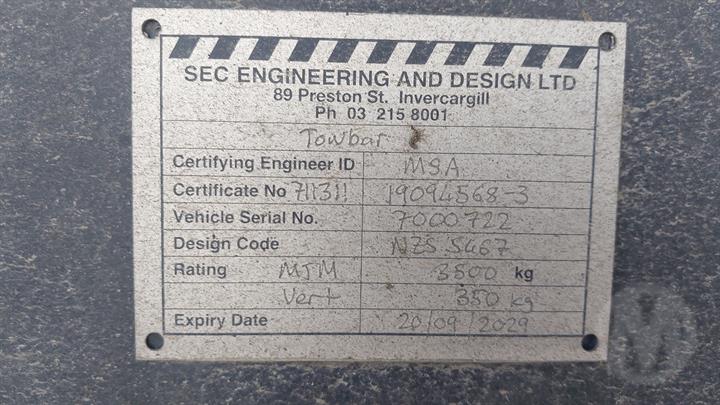 SEC ENGINEERING AND DESIGN LTD
89 Preston St. Invercargill
Ph 03 215 8001
Towbar
Certifying Engineer ID MSA
Certificate No 711311 19094568-3
Vehicle Serial No. 7000722
Design Code NZS 5467
Rating MTM 3500 kg
Vert 350 kg
Expiry Date 20/09/2029